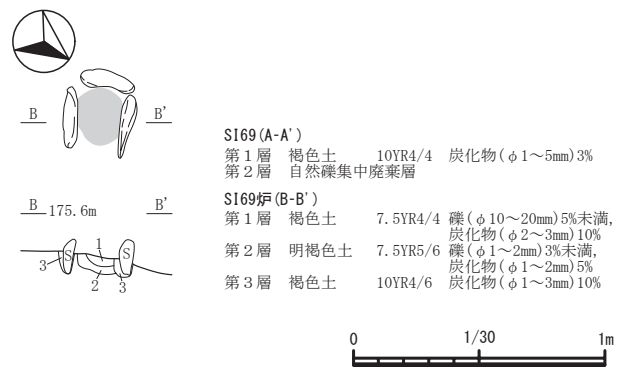 B B'
SI69(A-A')
第1層 褐色土 10YR4/4 炭化物(φ1～5mm)3%
第2層 自然礫集中廃棄層
SI69炉(B-B')
B 175.6m B'
第1層 褐色土 7.5YR4/4 礫(φ10～20mm)5%未満,
炭化物(φ2～3mm)10%
第2層 明褐色土 7.5YR5/6 礫(φ1～2mm)3%未満,
炭化物(φ1～2mm)5%
第3層 褐色土 10YR4/6 炭化物(φ1～3mm)10%
1
S S
3
2 3
0 1/30 1m